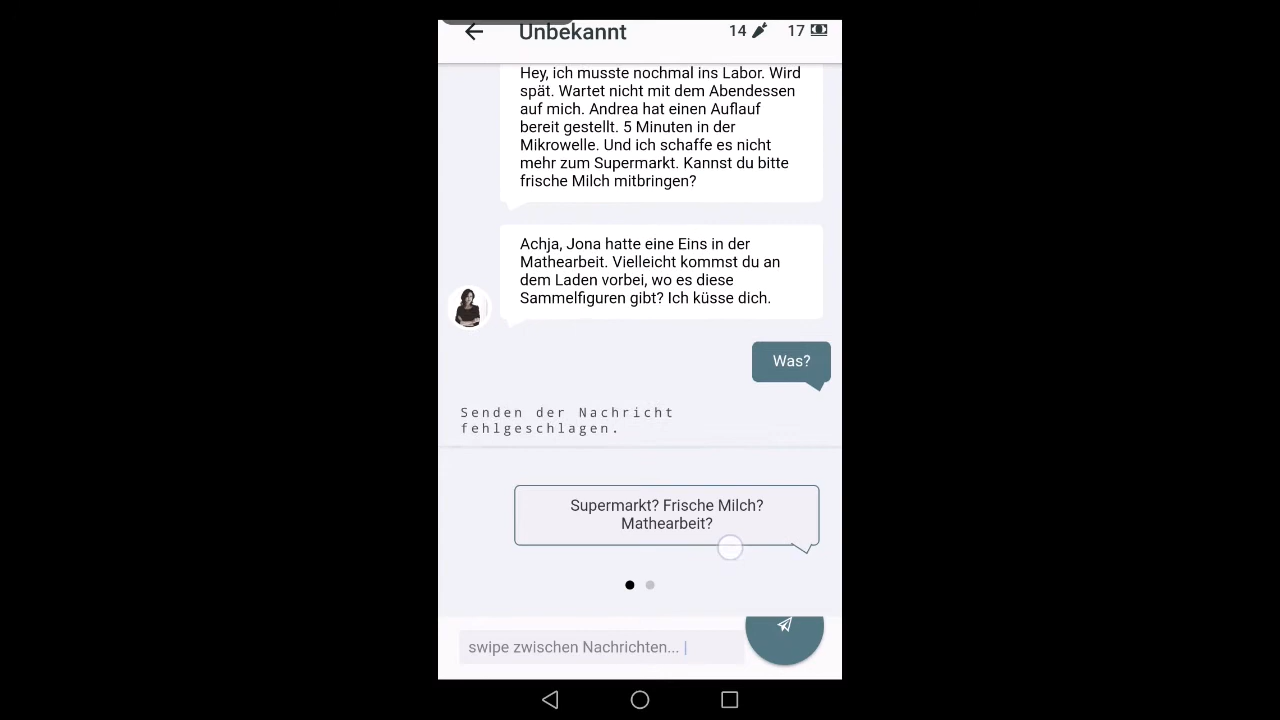 Unbekannt
14
17
Hey, ich musste nochmal ins Labor. Wird
spät. Wartet nicht mit dem Abendessen
auf mich. Andrea hat einen Auflauf
bereit gestellt. 5 Minuten in der
Mikrowelle. Und ich schaffe es nicht
mehr zum Supermarkt. Kannst du bitte
frische Milch mitbringen?
Achja, Jona hatte eine Eins in der
Mathearbeit. Vielleicht kommst du an
dem Laden vorbei, wo es diese
Sammelfiguren gibt? Ich küsse dich.
Was?
Senden der Nachricht
fehlgeschlagen.
Supermarkt? Frische Milch?
Mathearbeit?
swipe zwischen Nachrichten...